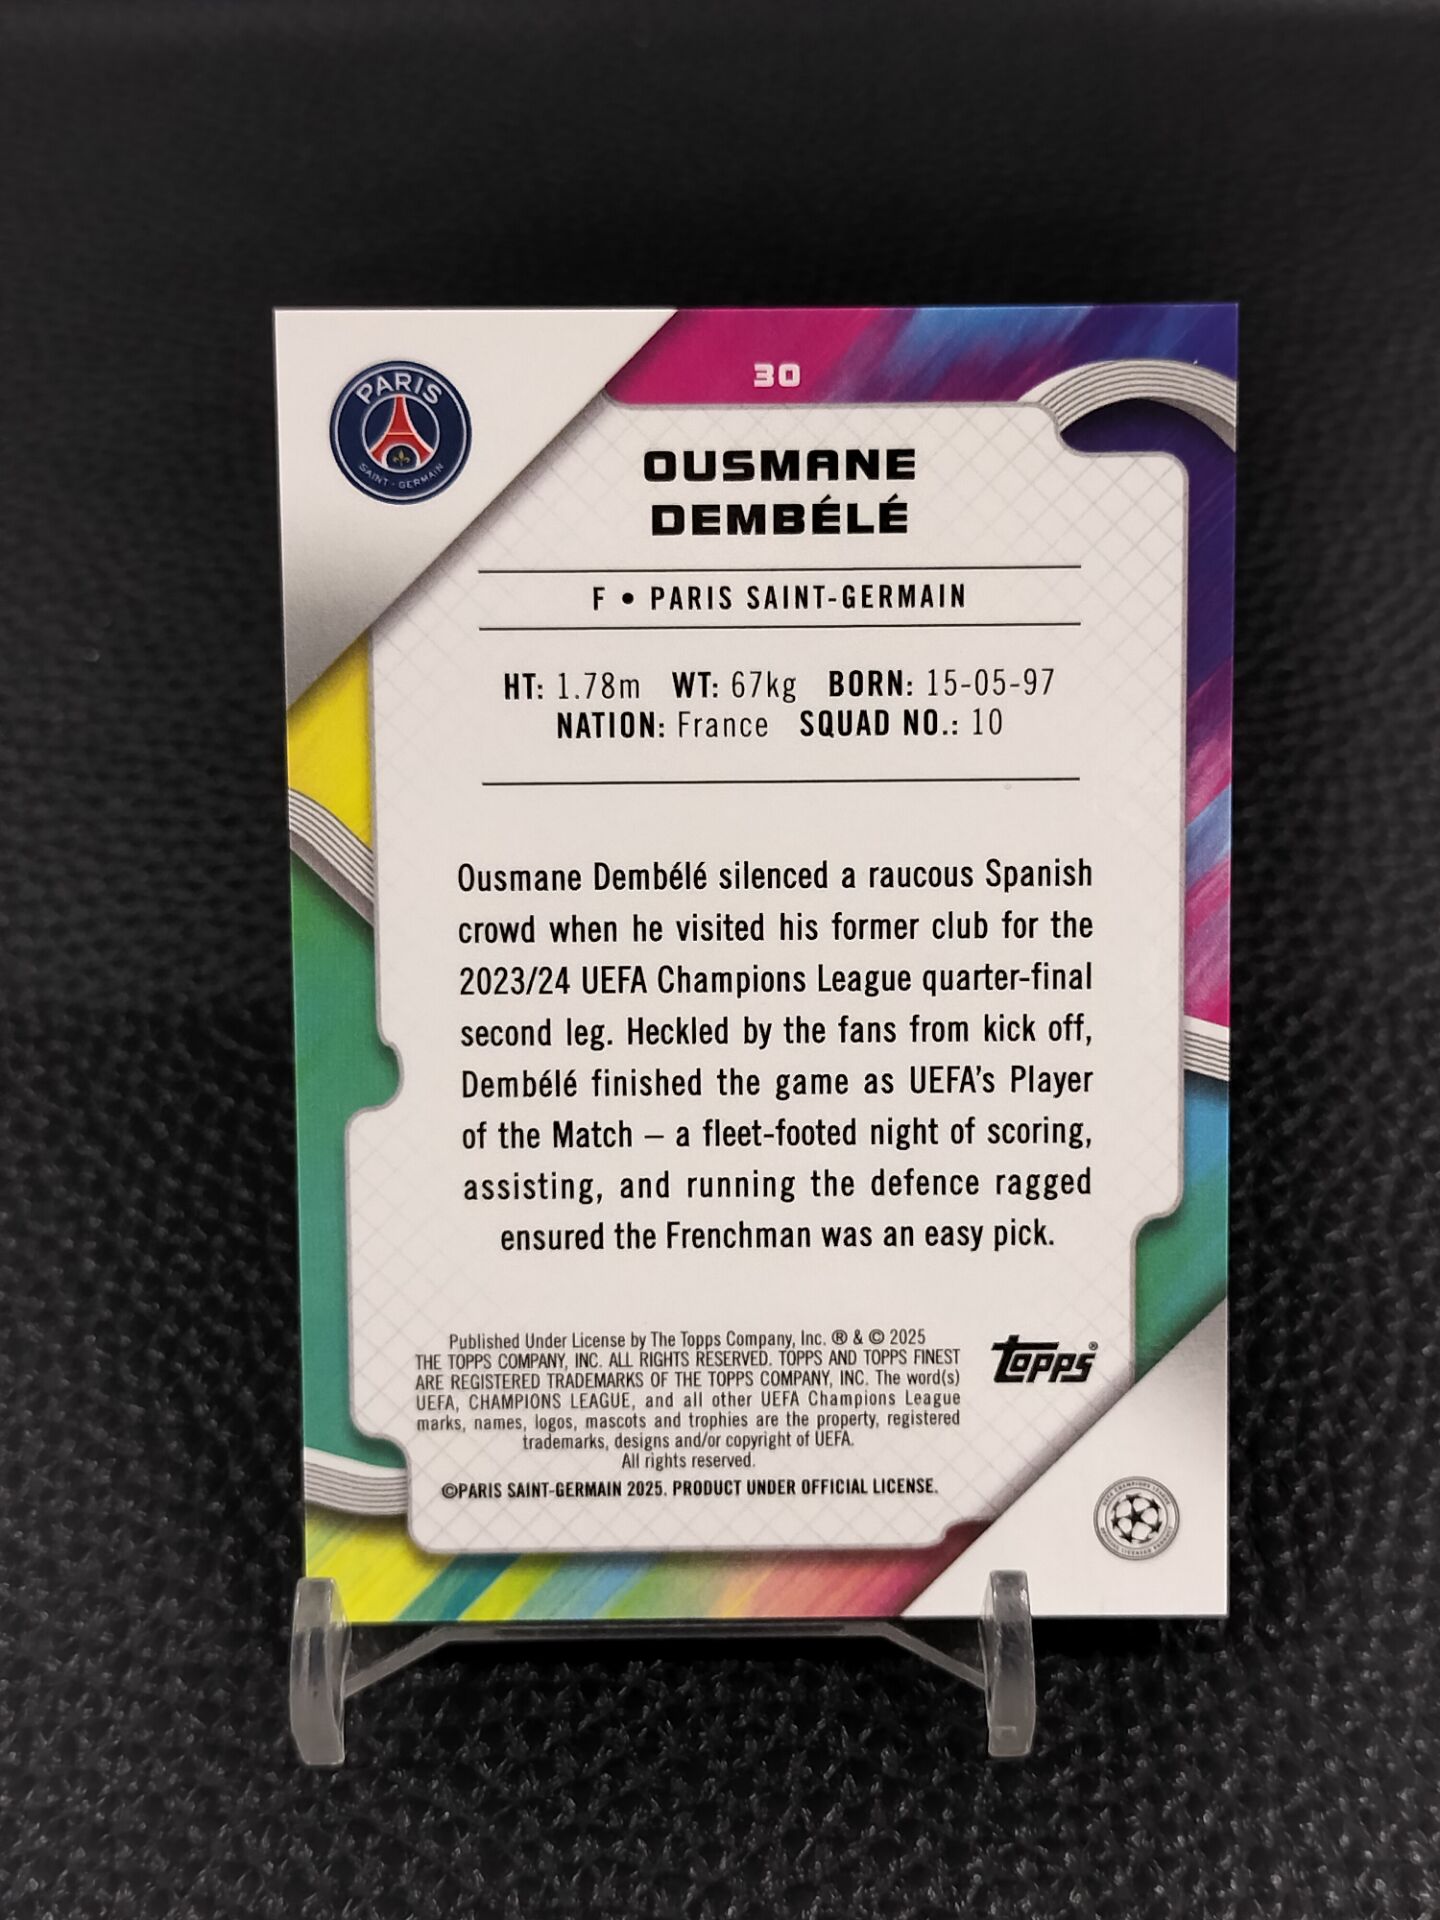 30
PARIS
SAINT-GERMAIN
OUSMANE
DEMBÉLÉ
F • PARIS SAINT-GERMAIN
HT: 1.78m WT: 67kg BORN: 15-05-97
NATION: France SQUAD NO.: 10
Ousmane Dembélé silenced a raucous Spanish
crowd when he visited his former club for the
2023/24 UEFA Champions League quarter-final
second leg. Heckled by the fans from kick off,
Dembélé finished the game as UEFA's Player
of the Match – a fleet-footed night of scoring,
assisting, and running the defence ragged
ensured the Frenchman was an easy pick.
Published Under License by The Topps Company, Inc. ® & © 2025
THE TOPPS COMPANY, INC. ALL RIGHTS RESERVED. TOPPS AND TOPPS FINEST
ARE REGISTERED TRADEMARKS OF THE TOPPS COMPANY, INC. The word(s)
UEFA, CHAMPIONS LEAGUE, and all other UEFA Champions League
marks, names, logos, mascots and trophies are the property, registered
trademarks, designs and/or copyright of UEFA.
All rights reserved.
©PARIS SAINT-GERMAIN 2025. PRODUCT UNDER OFFICIAL LICENSE.
Topps®